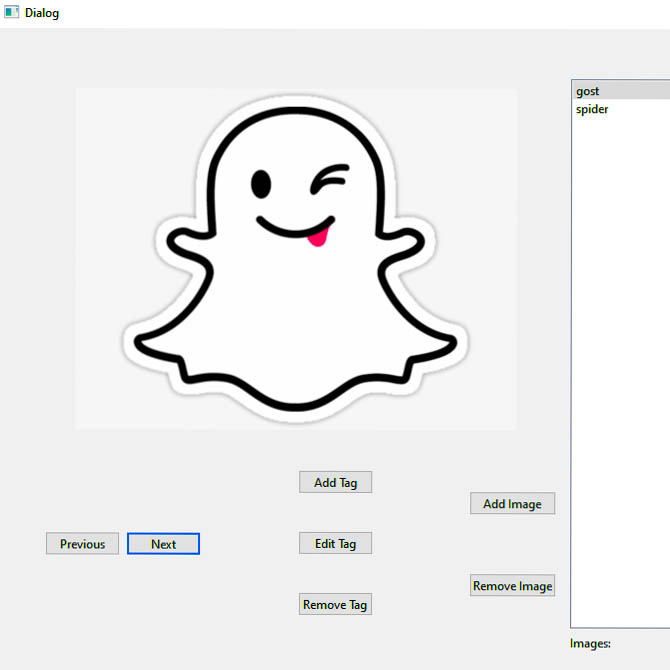 Dialog
gost
spider
Add Tag
Add Image
Previous
Next
Edit Tag
Remove Image
Remove Tag
Images: